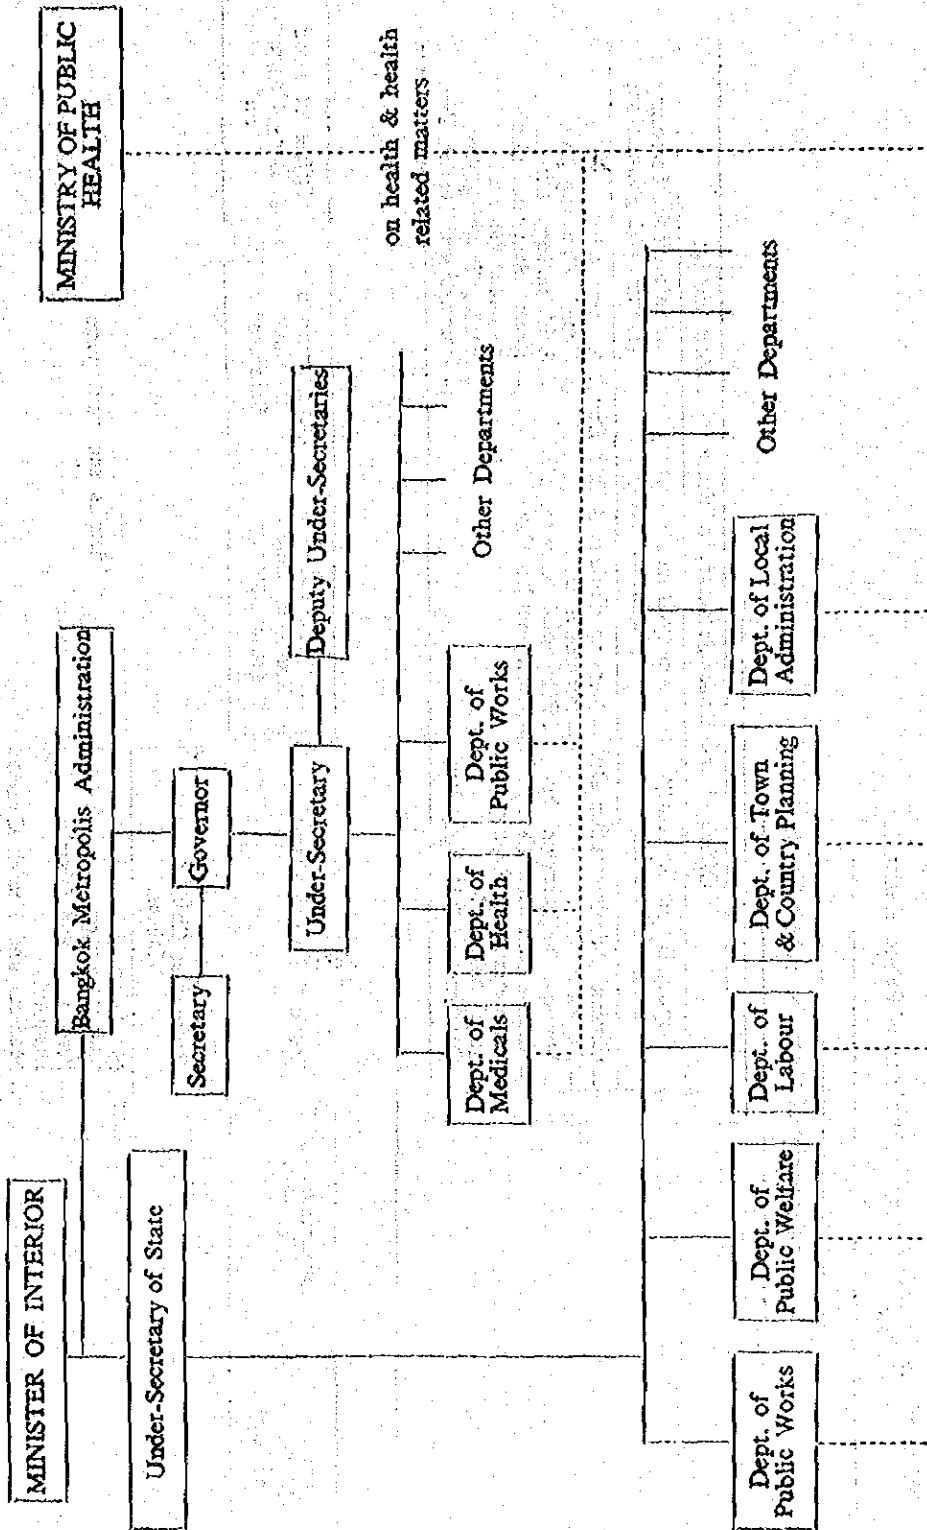 MINISTER OF INTERIOR
MINISTRY OF PUBLIC
HEALTH
Bangkok Metropolis Administration
Under-Secretary of State
Secretary
Governor
Under-Secretary
Deputy Under-Secretaries
on health & health
related matters
Dept. of
Medicals
Dept. of
Health
Dept. of
Public Works
Other Departments
Dept. of
Public Works
Dept. of
Public Welfare
Dept. of
Labour
Dept. of Town
& Country Planning
Dept. of Local
Administration
Other Departments